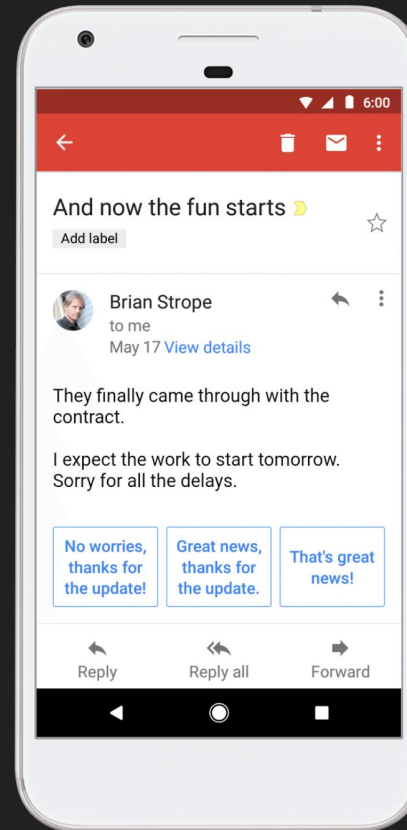 6:00
And now the fun starts
Add label
Brian Strope
to me
May 17 View details
They finally came through with the
contract.
I expect the work to start tomorrow.
Sorry for all the delays.
No worries,
thanks for
the update!
Great news,
thanks for
the update.
That's great
news!
Reply
Reply all
Forward